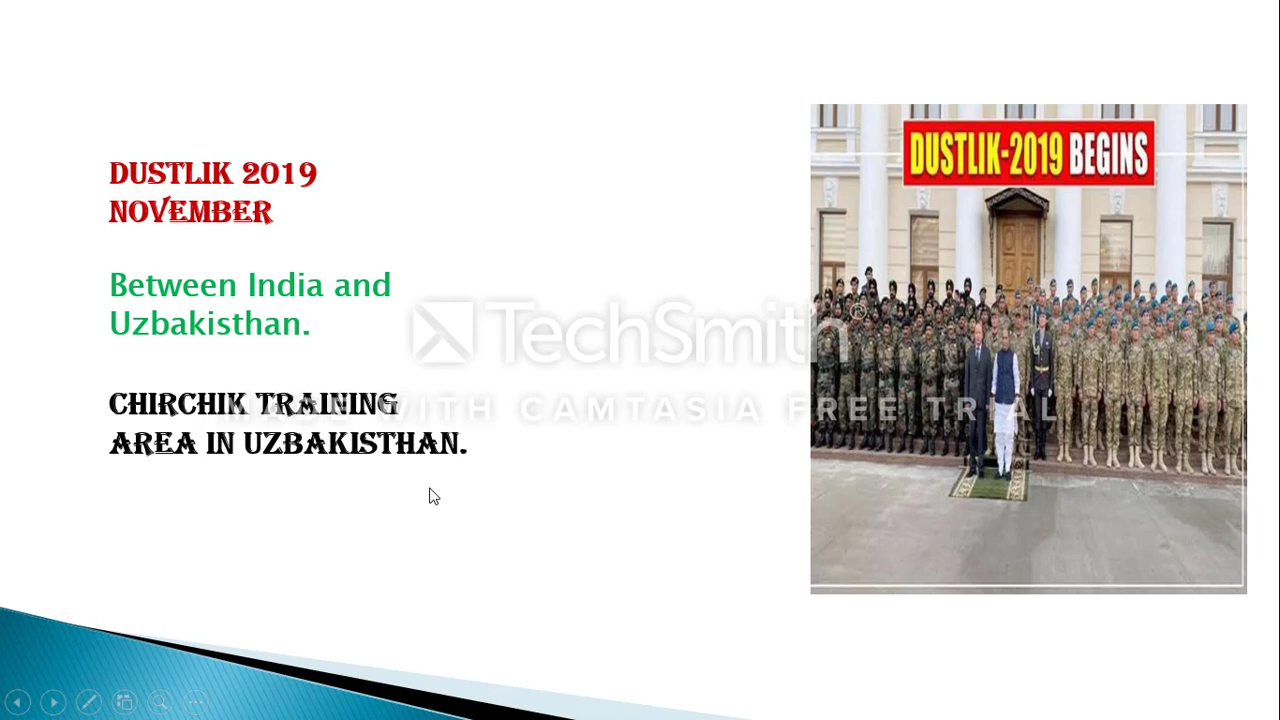 DUSTLIK 2019
NOVEMBER
Between India and
Uzbakisthan.
CHIRCHIK TRAINING
AREA IN UZBAKISTHAN.
DUSTLIK-2019 BEGINS
TechSmith®
WITH CAMTASIA FREE TRIAL